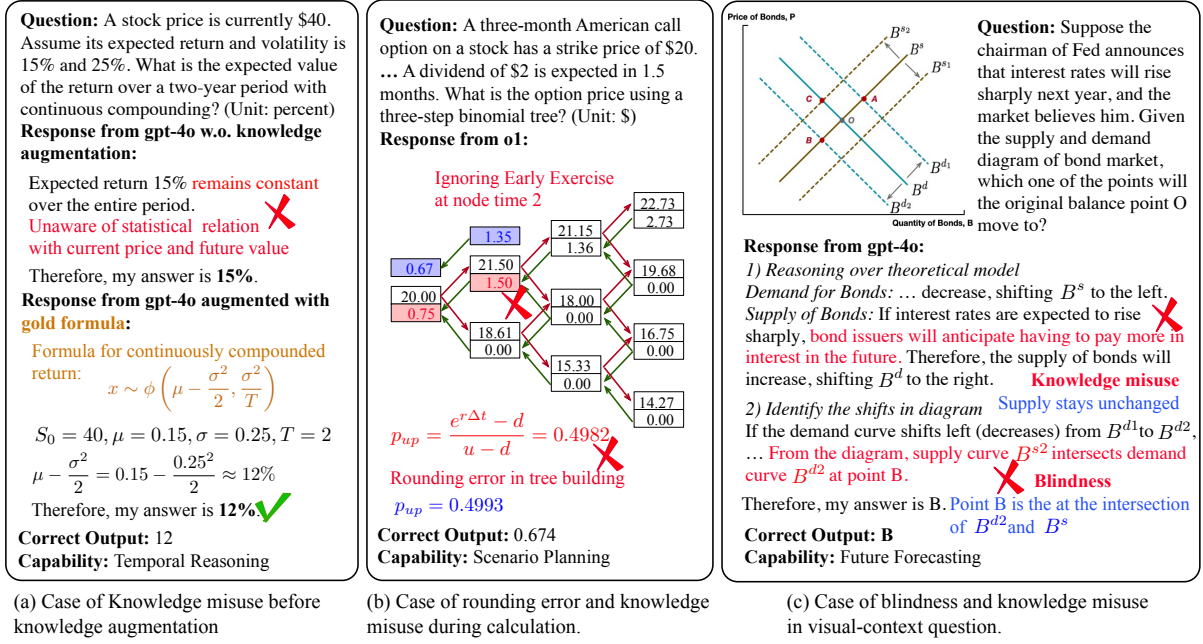 Question: A stock price is currently $40.
Assume its expected return and volatility is
15% and 25%. What is the expected value
of the return over a two-year period with
continuous compounding? (Unit: percent)
Response from gpt-4o w.o. knowledge
augmentation:
Expected return 15% remains constant
over the entire period.
Unaware of statistical relation
with current price and future value
Therefore, my answer is 15%.
Response from gpt-4o augmented with
gold formula:
Formula for continuously compounded
return:
x ∼ ϕ(μ − σ²/2, σ²/T)
S₀ = 40, μ = 0.15, σ = 0.25, T = 2
μ − σ²/2 = 0.15 − 0.25²/2 ≈ 12%
Therefore, my answer is 12%.
Correct Output: 12
Capability: Temporal Reasoning
(a) Case of Knowledge misuse before
knowledge augmentation
Question: A three-month American call
option on a stock has a strike price of $20.
... A dividend of $2 is expected in 1.5
months. What is the option price using a
three-step binomial tree? (Unit: $)
Response from o1:
Ignoring Early Exercise
at node time 2
0.67
20.00
0.75
1.35
21.50
1.50
18.61
0.00
21.15
1.36
18.00
0.00
15.33
0.00
22.73
2.73
19.68
0.00
16.75
0.00
14.27
0.00
p_up = (e^{rΔt} − d)/(u − d) = 0.4982
Rounding error in tree building
p_up = 0.4993
Correct Output: 0.674
Capability: Scenario Planning
(b) Case of rounding error and knowledge
misuse during calculation.
Price of Bonds, P
B^{s_2}
B^s
B^{s_1}
C
A
O
B
B^{d_1}
B^d
B^{d_2}
Quantity of Bonds, B
Question: Suppose the
chairman of Fed announces
that interest rates will rise
sharply next year, and the
market believes him. Given
the supply and demand
diagram of bond market,
which one of the points will
the original balance point O
move to?
Response from gpt-4o:
1) Reasoning over theoretical model
Demand for Bonds: ... decrease, shifting B^s to the left.
Supply of Bonds: If interest rates are expected to rise
sharply, bond issuers will anticipate having to pay more in
interest in the future. Therefore, the supply of bonds will
increase, shifting B^d to the right.
Knowledge misuse
2) Identify the shifts in diagram
Supply stays unchanged
If the demand curve shifts left (decreases) from B^{d1} to B^{d2},
... From the diagram, supply curve B^{s2} intersects demand
curve B^{d2} at point B.
Blindness
Therefore, my answer is B.
Point B is the at the intersection
of B^{d2} and B^s
Correct Output: B
Capability: Future Forecasting
(c) Case of blindness and knowledge misuse
in visual-context question.